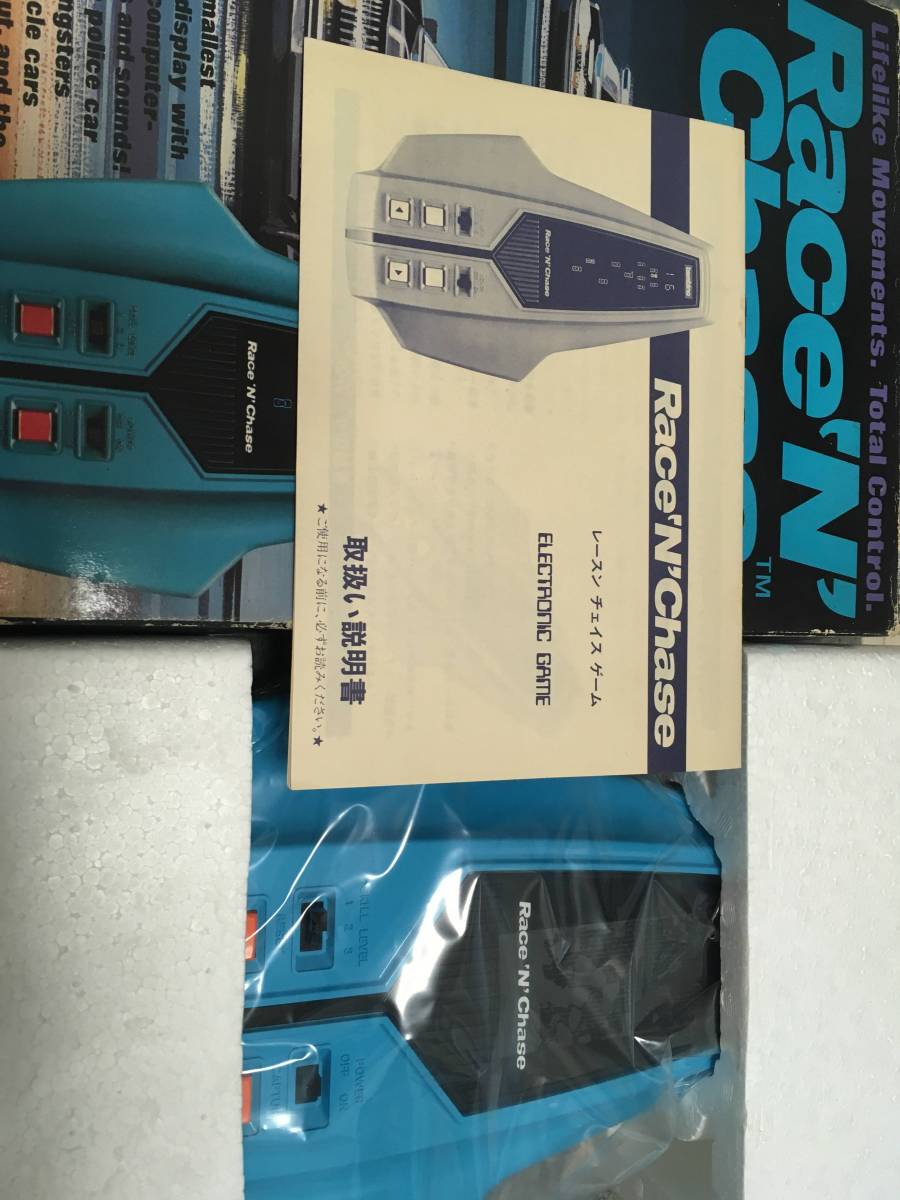 Lifelike Movements. Total Control.
Race'N'
Chase
TM
mallest
display with
computer-
and sounds!
police car
ngsters
cle cars
ut and the
Race 'N' Chase
Race'N'Chase
レースン チェイス ゲーム
ELECTRONIC GAME
取扱い説明書
★ご使用になる前に、必ずお読みください。★
Race 'N' Chase
16
Race 'N' Chase
LEVEL
1 2 3
POWER
OFF ON